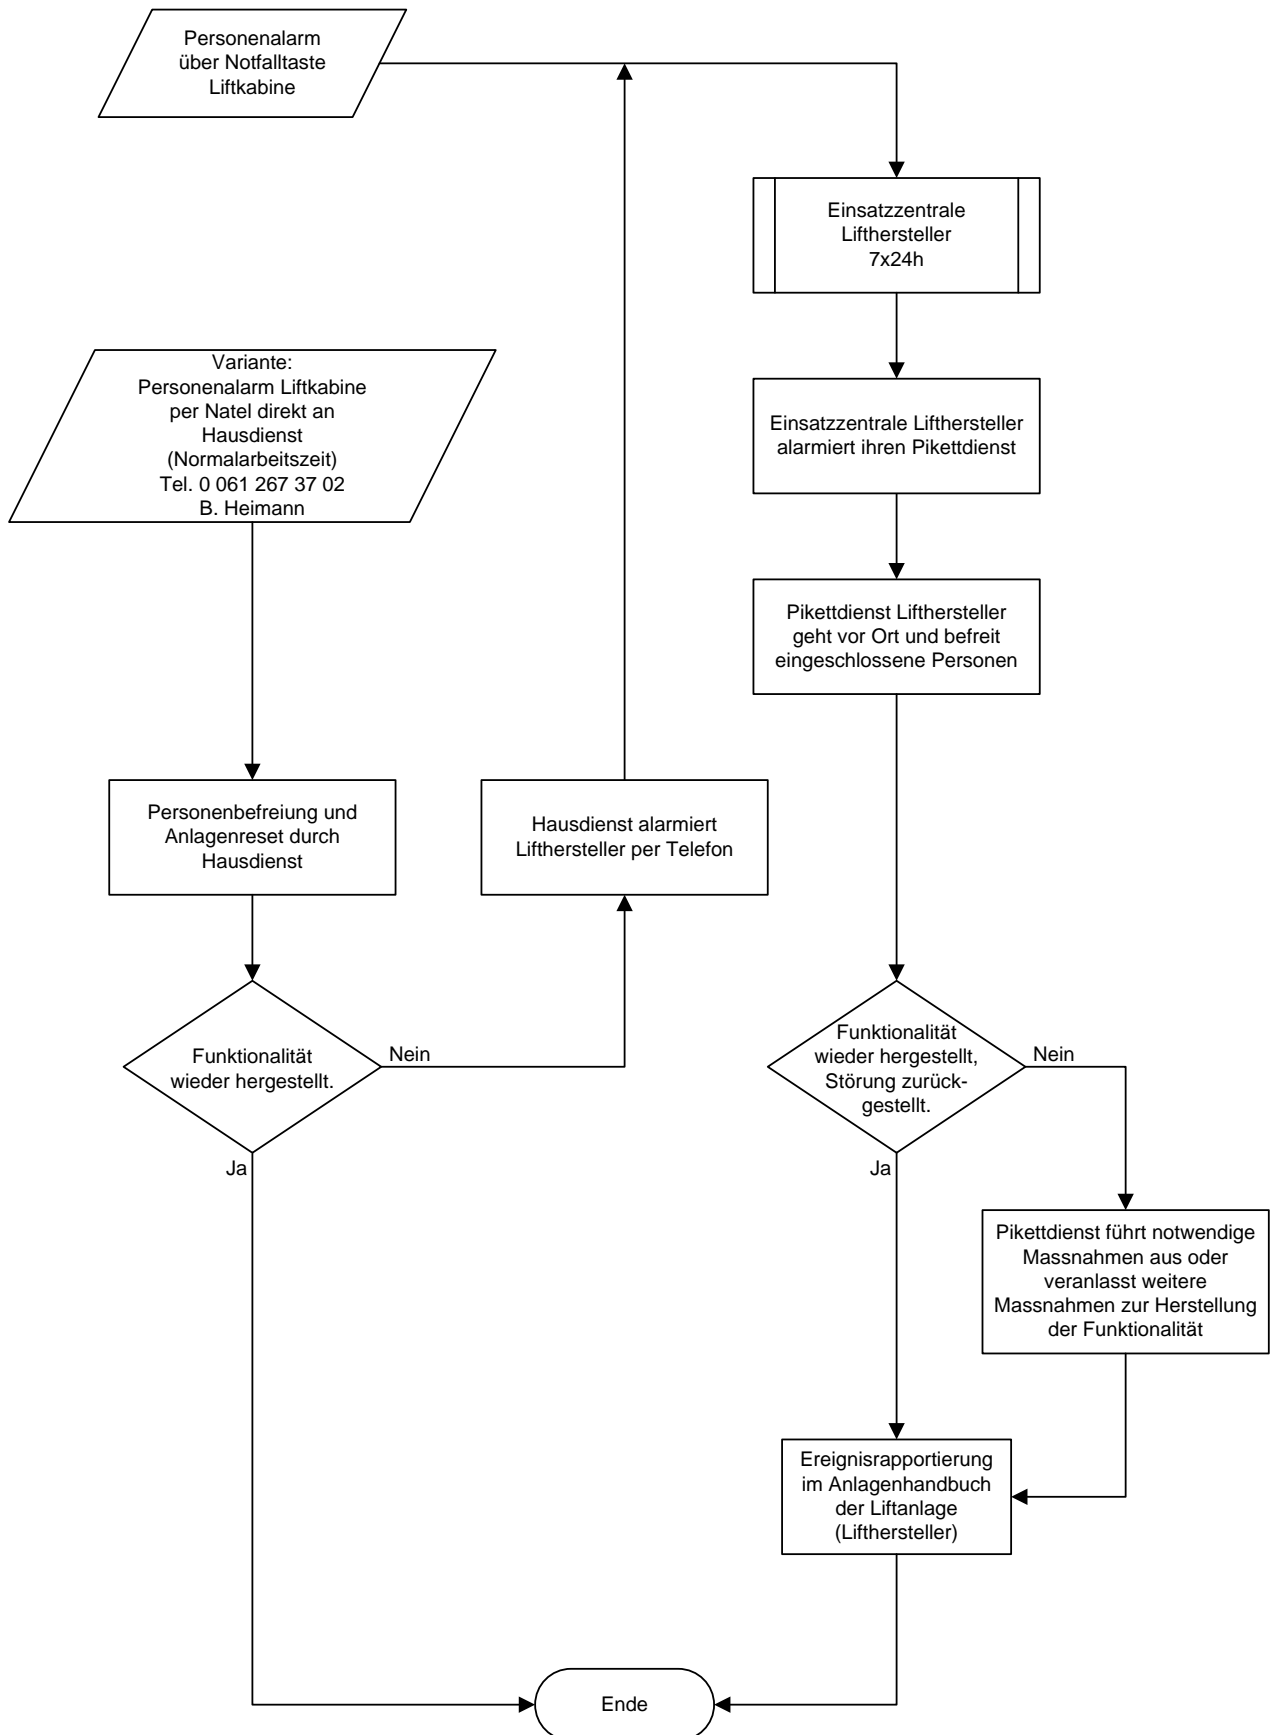 Personenalarm
über Notfalltaste
Liftkabine
Einsatzzentrale
Lifthersteller
7x24h
Variante:
Personenalarm Liftkabine
per Natel direkt an
Hausdienst
(Normalarbeitszeit)
Tel. 0 061 267 37 02
B. Heimann
Einsatzzentrale Lifthersteller
alarmiert ihren Pikettdienst
Pikettdienst Lifthersteller
geht vor Ort und befreit
eingeschlossene Personen
Personenbefreiung und
Anlagenreset durch
Hausdienst
Hausdienst alarmiert
Lifthersteller per Telefon
Funktionalität
wieder hergestellt.
Nein
Ja
Funktionalität
wieder hergestellt,
Störung zurück-
gestellt.
Nein
Ja
Pikettdienst führt notwendige
Massnahmen aus oder
veranlasst weitere
Massnahmen zur Herstellung
der Funktionalität
Ereignisrapportierung
im Anlagenhandbuch
der Liftanlage
(Lifthersteller)
Ende